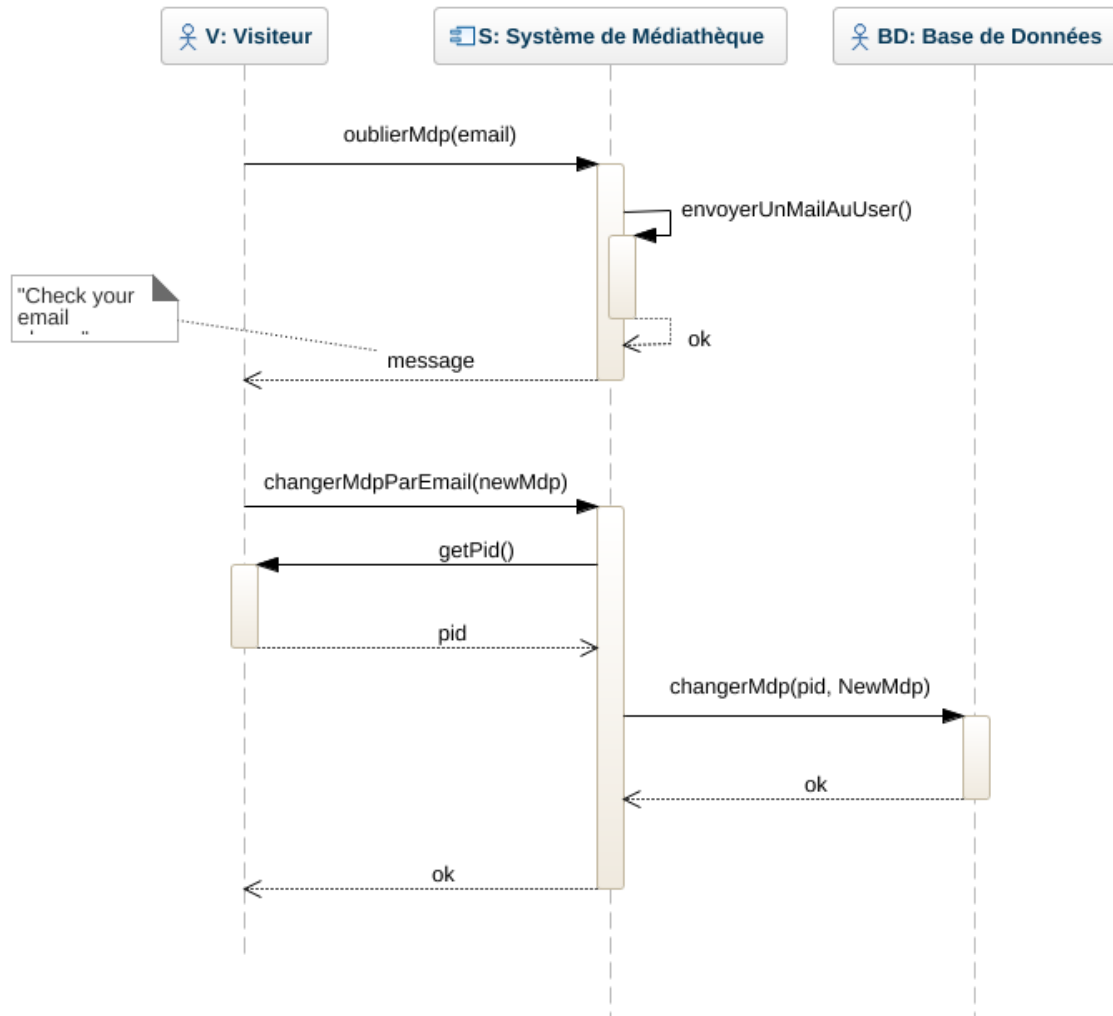 V: Visiteur
S: Système de Médiathèque
BD: Base de Données
oublierMdp(email)
envoyerUnMailAuUser()
"Check your
email
ok
message
changerMdpParEmail(newMdp)
getPid()
pid
changerMdp(pid, NewMdp)
ok
ok